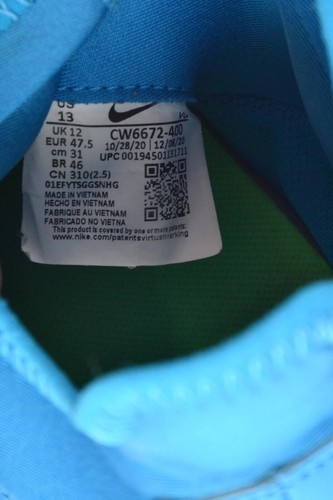 US
13
UK 12
EUR 47.5
cm 31
BR 46
CN 310(2.5)
CW6672-400
10/28/20 | 12/08/20
UPC 00194501151711
01EFYTSGGSNHG
MADE IN VIETNAM
HECHO EN VIETNAM
FABRIQUE AU VIETNAM
FABRICADO NO VIETNA
This product is covered by one or more patents:
www.nike.com/patentsvirtualmarking